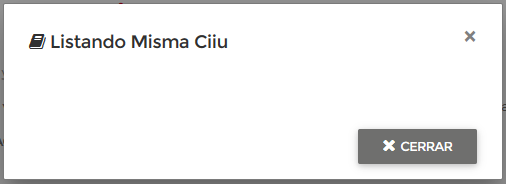 Listando Misma Ciiu
×
CERRAR